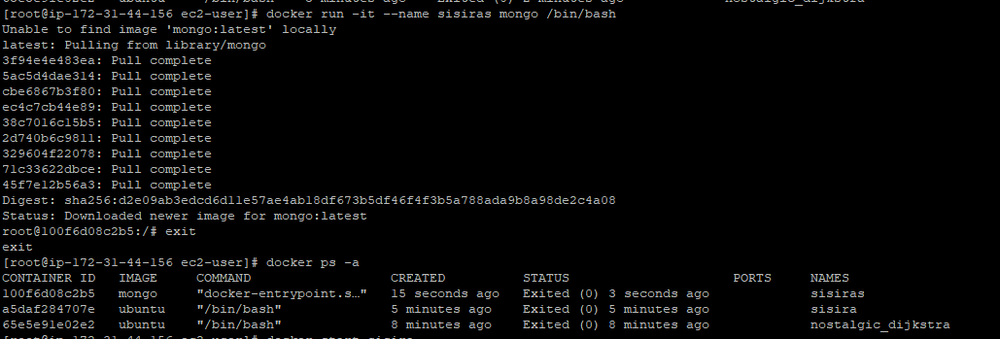 [root@ip-172-31-44-156 ec2-user]# docker run -it --name sisiras mongo /bin/bash
Unable to find image 'mongo:latest' locally
latest: Pulling from library/mongo
3f94e4e483ea: Pull complete
5ac5d4dae314: Pull complete
cbe6867b3f80: Pull complete
ec4c7cb44e89: Pull complete
38c7016c15b5: Pull complete
2d740b6c9811: Pull complete
329604f22078: Pull complete
71c33622dbce: Pull complete
45f7e12b56a3: Pull complete
Digest: sha256:d2e09ab3edcd6d11e57ae4ab18df673b5df46f4f3b5a788ada9b8a98de2c4a08
Status: Downloaded newer image for mongo:latest
root@100f6d08c2b5:/# exit
exit
[root@ip-172-31-44-156 ec2-user]# docker ps -a
CONTAINER ID IMAGE COMMAND CREATED STATUS PORTS NAMES
100f6d08c2b5 mongo "docker-entrypoint.s…" 15 seconds ago Exited (0) 3 seconds ago sisiras
a5daf284707e ubuntu "/bin/bash" 5 minutes ago Exited (0) 5 minutes ago sisira
65e5e91e02e2 ubuntu "/bin/bash" 8 minutes ago Exited (0) 8 minutes ago nostalgic_dijkstra